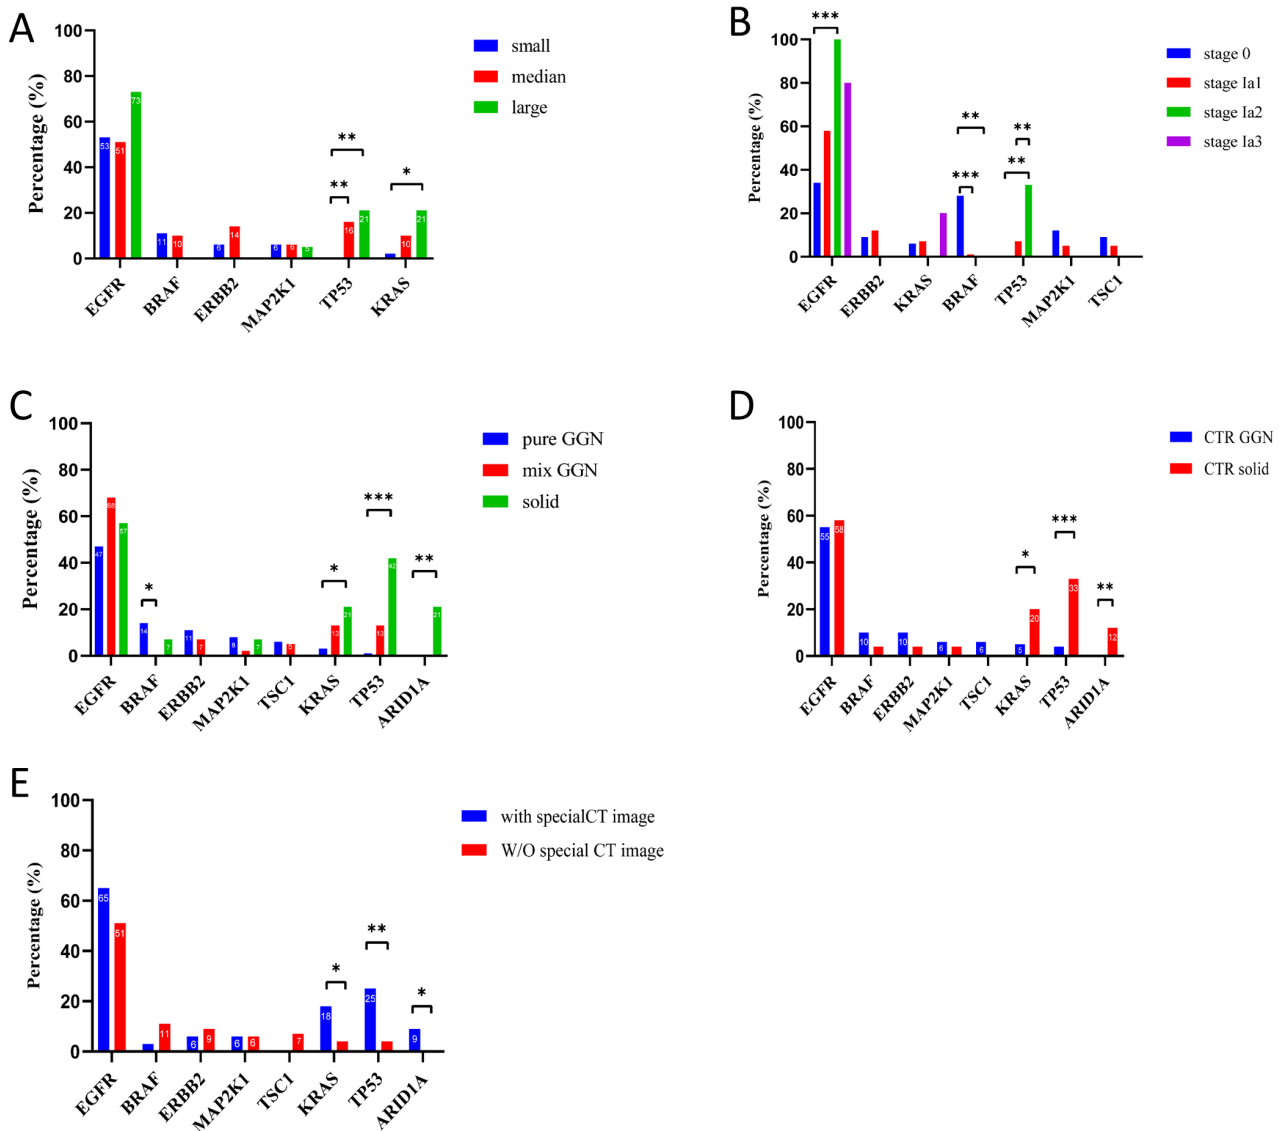 A
Percentage (%)
100
80
60
40
20
0
53
51
73
11
10
6
14
6
6
5
16
21
10
21
**
**
*
EGFR
BRAF
ERBB2
MAP2K1
TP53
KRAS
small
median
large
B
Percentage (%)
100
80
60
40
20
0
***
**
***
**
**
EGFR
ERBB2
KRAS
BRAF
TP53
MAP2K1
TSC1
stage 0
stage Ia1
stage Ia2
stage Ia3
C
Percentage (%)
100
80
60
40
20
0
47
68
57
14
7
11
7
8
7
5
13
21
13
42
21
*
*
***
**
EGFR
BRAF
ERBB2
MAP2K1
TSC1
KRAS
TP53
ARID1A
pure GGN
mix GGN
solid
D
Percentage (%)
100
80
60
40
20
0
55
58
10
10
6
6
5
20
33
12
*
***
**
EGFR
BRAF
ERBB2
MAP2K1
TSC1
KRAS
TP53
ARID1A
CTR GGN
CTR solid
E
Percentage (%)
100
80
60
40
20
0
65
51
11
6
9
6
6
7
18
25
9
*
**
*
EGFR
BRAF
ERBB2
MAP2K1
TSC1
KRAS
TP53
ARID1A
with specialCT image
W/O special CT image